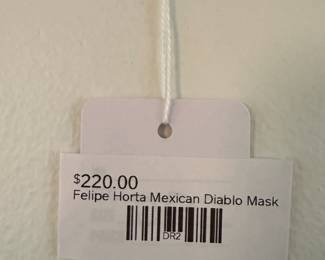 $220.00
Felipe Horta Mexican Diablo Mask
DR2